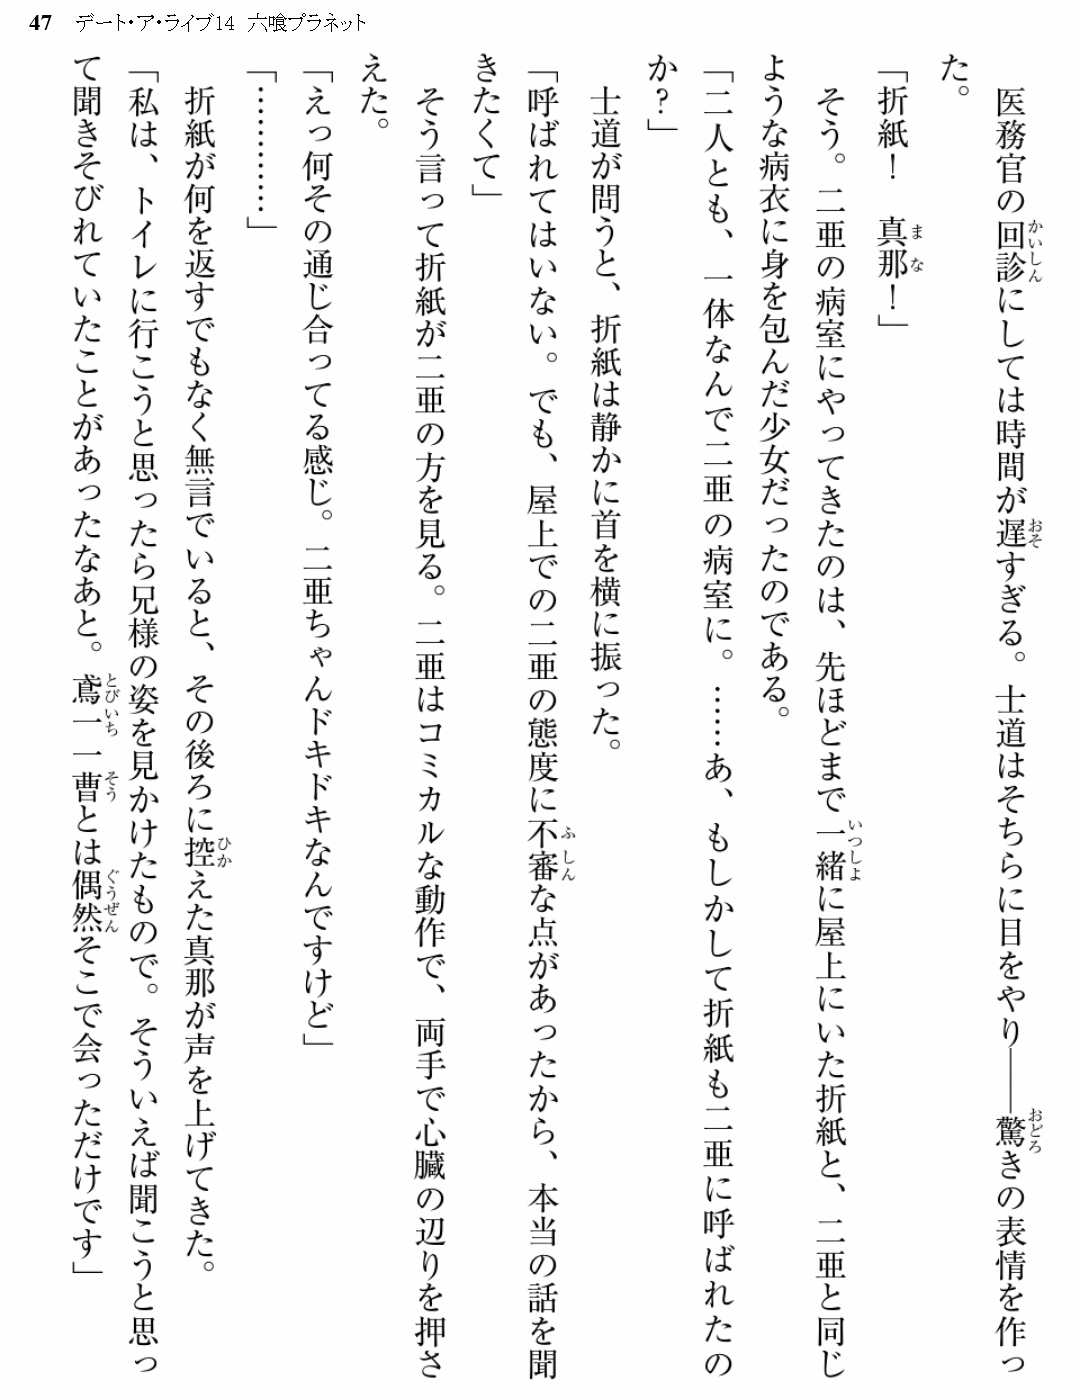 47 デート・ア・ライブ14 六喰プラネット
医務官の回診にしては時間が遅すぎる。士道はそちらに目をやり――驚きの表情を作っ
た。
「折紙！　真那！」
そう。二亜の病室にやってきたのは、先ほどまで一緒に屋上にいた折紙と、二亜と同じ
ような病衣に身を包んだ少女だったのである。
「二人とも、一体なんで二亜の病室に。……あ、もしかして折紙も二亜に呼ばれたの
か？」
士道が問うと、折紙は静かに首を横に振った。
「呼ばれてはいない。でも、屋上での二亜の態度に不審な点があったから、本当の話を聞
きたくて」
そう言って折紙が二亜の方を見る。二亜はコミカルな動作で、両手で心臓の辺りを押さ
えた。
「えっ何その通じ合ってる感じ。二亜ちゃんドキドキなんですけど」
「…………」
折紙が何を返すでもなく無言でいると、その後ろに控えた真那が声を上げてきた。
「私は、トイレに行こうと思ったら兄様の姿を見かけたもので。そういえば聞こうと思っ
て聞きそびれていたことがあったなあと。鳶一一曹とは偶然そこで会っただけです」